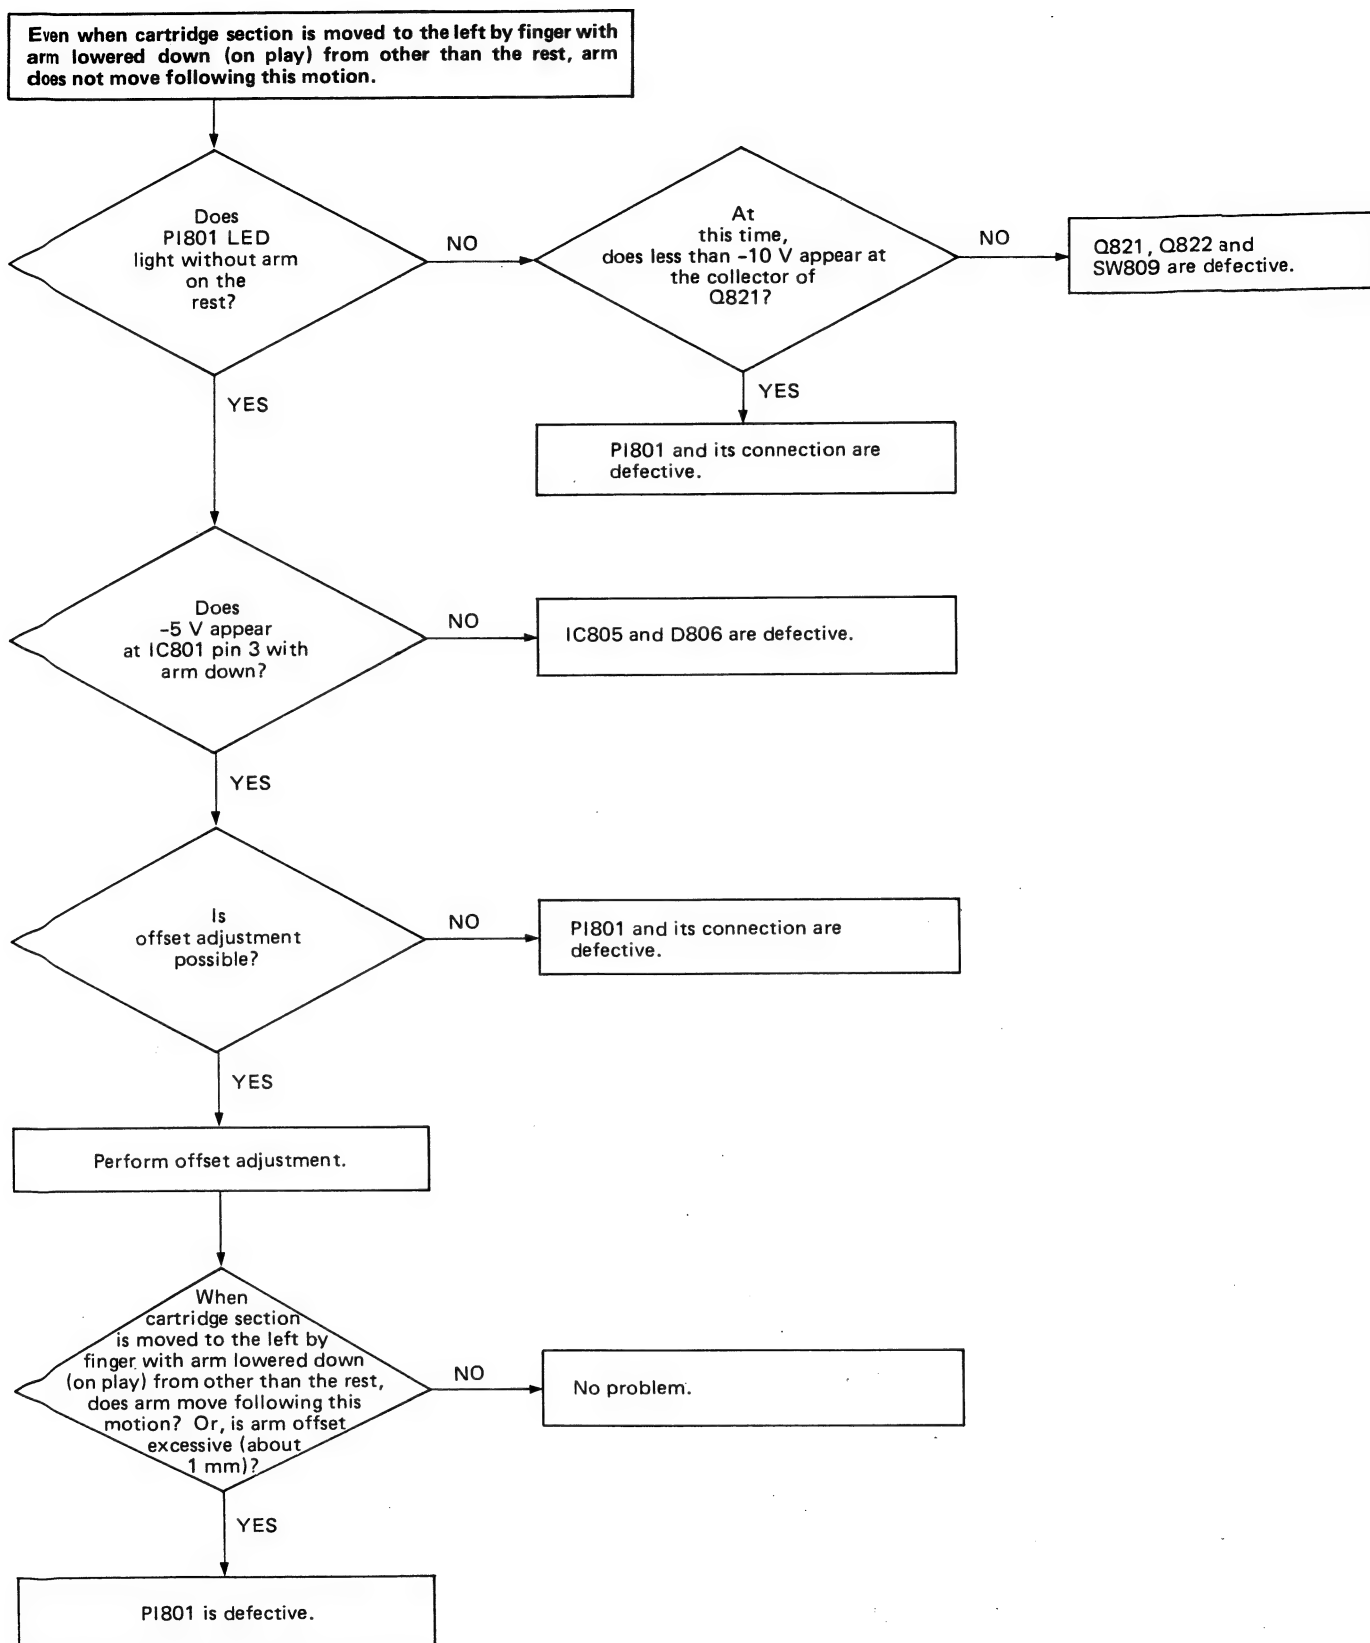 Even when cartridge section is moved to the left by finger with
arm lowered down (on play) from other than the rest, arm
does not move following this motion.
Does
PI801 LED
light without arm
on the
rest?
NO
At
this time,
does less than -10 V appear at
the collector of
Q821?
NO
Q821, Q822 and
SW809 are defective.
YES
YES
PI801 and its connection are
defective.
Does
-5 V appear
at IC801 pin 3 with
arm down?
NO
IC805 and D806 are defective.
YES
Is
offset adjustment
possible?
NO
PI801 and its connection are
defective.
YES
Perform offset adjustment.
When
cartridge section
is moved to the left by
finger with arm lowered down
(on play) from other than the rest,
does arm move following this
motion? Or, is arm offset
excessive (about
1 mm)?
NO
No problem.
YES
PI801 is defective.